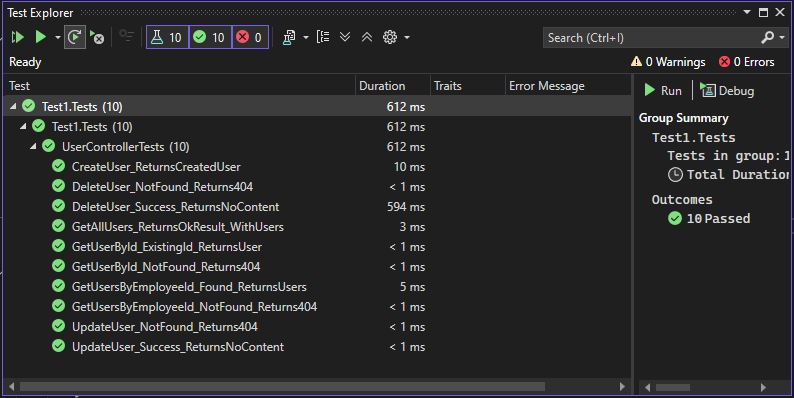 Test Explorer
10 10 0
Search (Ctrl+I)
Ready
0 Warnings 0 Errors
Test Duration Traits Error Message
Test1.Tests (10) 612 ms
Test1.Tests (10) 612 ms
UserControllerTests (10) 612 ms
CreateUser_ReturnsCreatedUser 10 ms
DeleteUser_NotFound_Returns404 < 1 ms
DeleteUser_Success_ReturnsNoContent 594 ms
GetAllUsers_ReturnsOkResult_WithUsers 3 ms
GetUserById_ExistingId_ReturnsUser < 1 ms
GetUserById_NotFound_Returns404 < 1 ms
GetUsersByEmployeeId_Found_ReturnsUsers 5 ms
GetUsersByEmployeeId_NotFound_Returns404 < 1 ms
UpdateUser_NotFound_Returns404 < 1 ms
UpdateUser_Success_ReturnsNoContent < 1 ms
Run Debug
Group Summary
Test1.Tests
Tests in group: 1
Total Duration
Outcomes
10 Passed